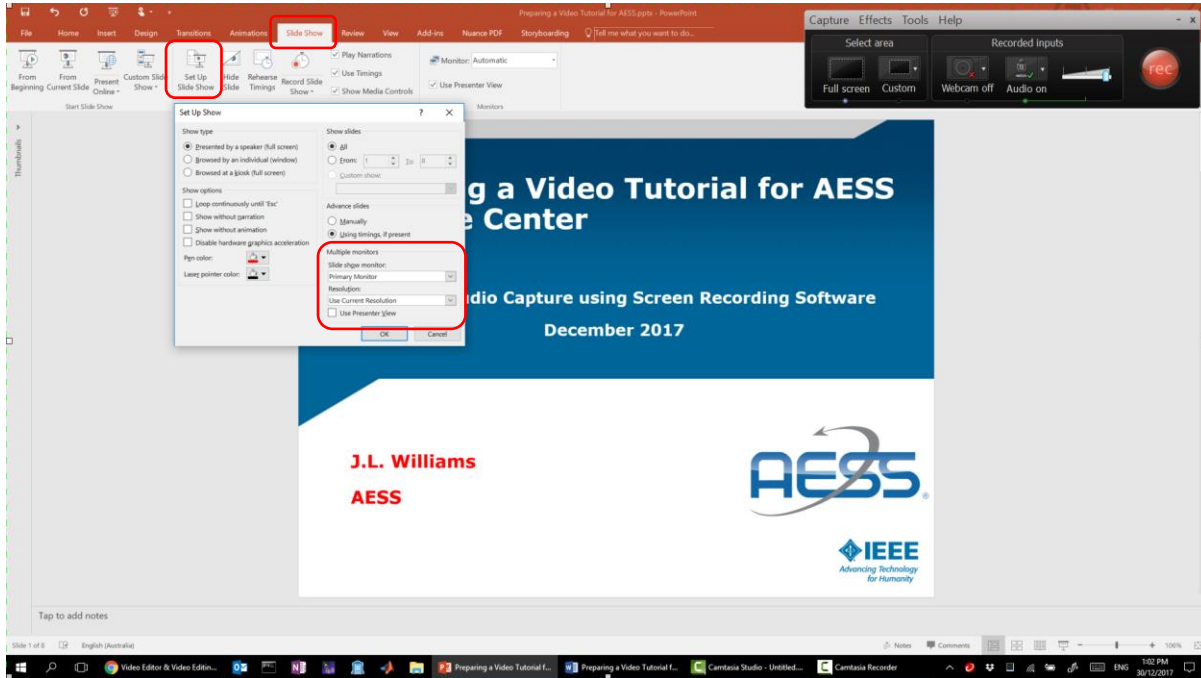 Preparing a Video Tutorial for AESS.pptx - PowerPoint
File Home Insert Design Transitions Animations Slide Show Review View Add-ins Nuance PDF Storyboarding Tell me what you want to do...
From Beginning
From Current Slide
Present Online
Custom Slide Show
Set Up Slide Show
Hide Slide
Rehearse Timings
Record Slide Show
Play Narrations
Use Timings
Show Media Controls
Monitor: Automatic
Use Presenter View
Start Slide Show
Monitors
Capture Effects Tools Help
- x
Select area
Recorded inputs
Full screen
Custom
Webcam off
Audio on
rec
Thumbnails
Set Up Show ? X
Show type
Presented by a speaker (full screen)
Browsed by an individual (window)
Browsed at a kiosk (full screen)
Show options
Loop continuously until 'Esc'
Show without narration
Show without animation
Disable hardware graphics acceleration
Pen color:
Laser pointer color:
Show slides
All
From: 1 To: 8
Custom show:
Advance slides
Manually
Using timings, if present
Multiple monitors
Slide show monitor:
Primary Monitor
Resolution:
Use Current Resolution
Use Presenter View
OK Cancel
g a Video Tutorial for AESS
e Center
dio Capture using Screen Recording Software
December 2017
J.L. Williams
AESS
AESS
IEEE
Advancing Technology
for Humanity
Tap to add notes
Slide 1 of 8 English (Australia) Notes Comments 106%
Video Editor & Video Editin... Preparing a Video Tutorial f... Preparing a Video Tutorial f... Camtasia Studio - Untitled.... Camtasia Recorder ENG 1:02 PM
30/12/2017